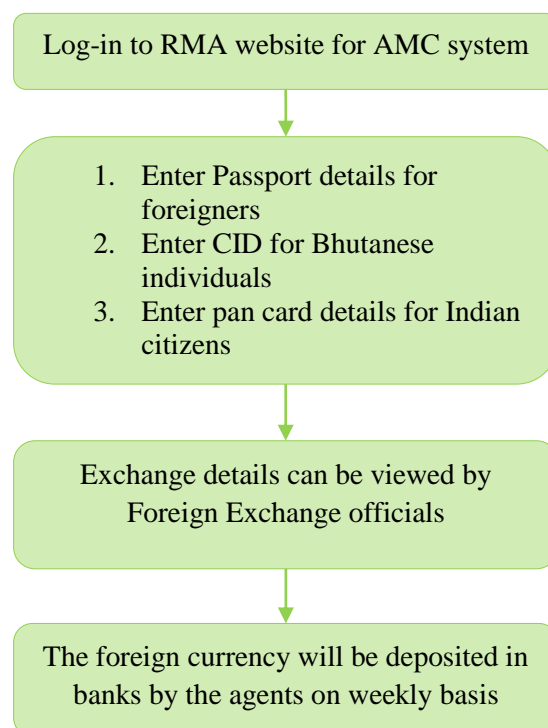 Log-in to RMA website for AMC system
1. Enter Passport details for
foreigners
2. Enter CID for Bhutanese
individuals
3. Enter pan card details for Indian
citizens
Exchange details can be viewed by
Foreign Exchange officials
The foreign currency will be deposited in
banks by the agents on weekly basis